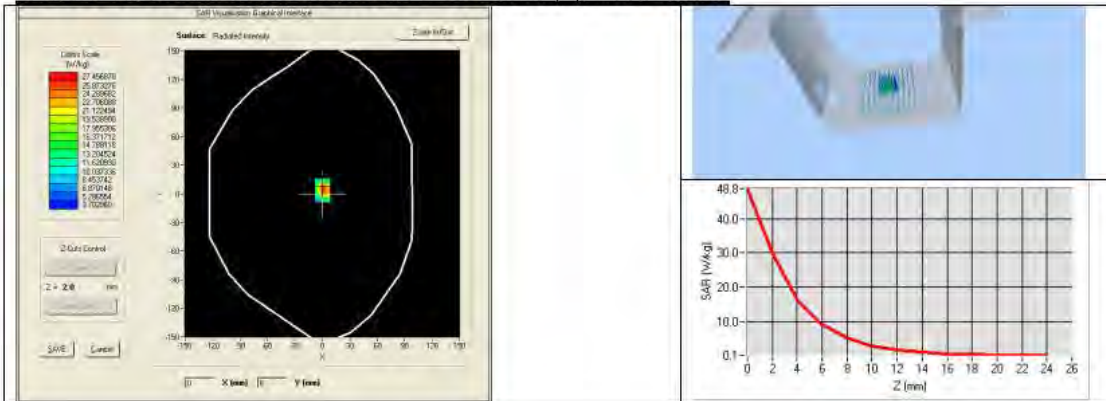 SAR Visualisation Graphical Interface
Surface Radiated Intensity
Zoom In/Out
Colors Scale
(W/kg)
27.456870
25.873276
24.289682
22.706088
21.122494
19.538900
17.955306
16.371712
14.788118
13.204524
11.620930
10.037336
8.453742
6.870148
5.286554
3.702960
150
120
90
60
30
0
-30
-60
-90
-120
-150
-150 -120 -90 -60 -30 0 30 60 90 120 150
X
Z-Cuts Control
Z = 2.0 mm
SAVE Cancel
0 X (mm) 6 Y (mm)
SAR (W/kg)
48.8
40.0
30.0
20.0
10.0
0.1
0 2 4 6 8 10 12 14 16 18 20 22 24 26
Z (mm)